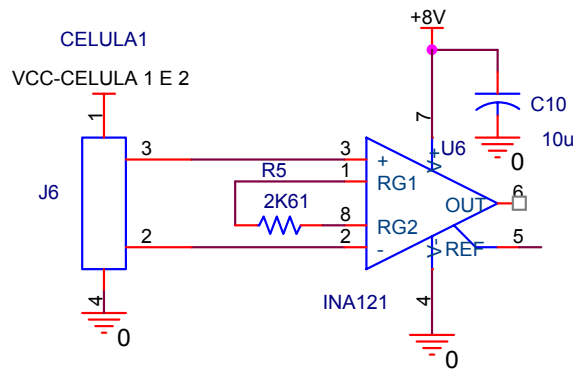 +8V
CELULA1
VCC-CELULA 1 E 2
1
7
C10
10u
0
J6
3
3
+
V+
U6
R5
1
RG1
2K61
8
RG2
OUT
6
2
2
-
V-
REF
5
INA121
4
0
4
0